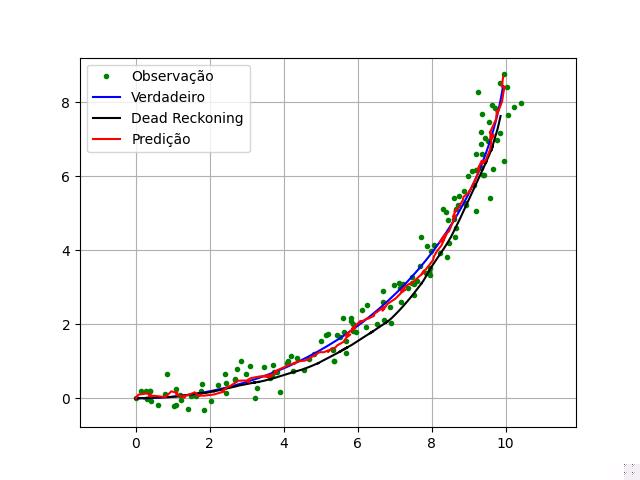 Observação
Verdadeiro
Dead Reckoning
Predição
8
6
4
2
0
0 2 4 6 8 10